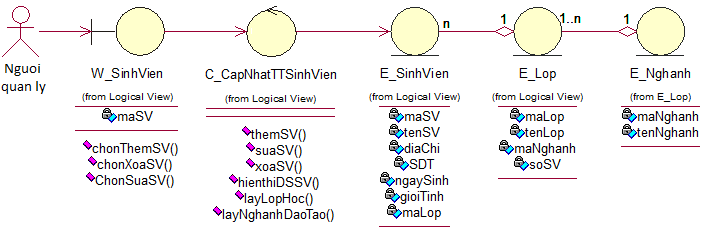 n 1 1..n 1
Nguoi
quan ly
W_SinhVien
(from Logical View)
maSV
chonThemSV()
chonXoaSV()
ChonSuaSV()
C_CapNhatTTSinhVien
(from Logical View)
themSV()
suaSV()
xoaSV()
hienthiDSSV()
layLopHoc()
layNghanhDaoTao()
E_SinhVien
(from Logical View)
maSV
tenSV
diaChi
SDT
ngaySinh
gioiTinh
maLop
E_Lop
(from Logical View)
maLop
tenLop
maNghanh
soSV
E_Nghanh
(from E_Lop)
maNghanh
tenNghanh